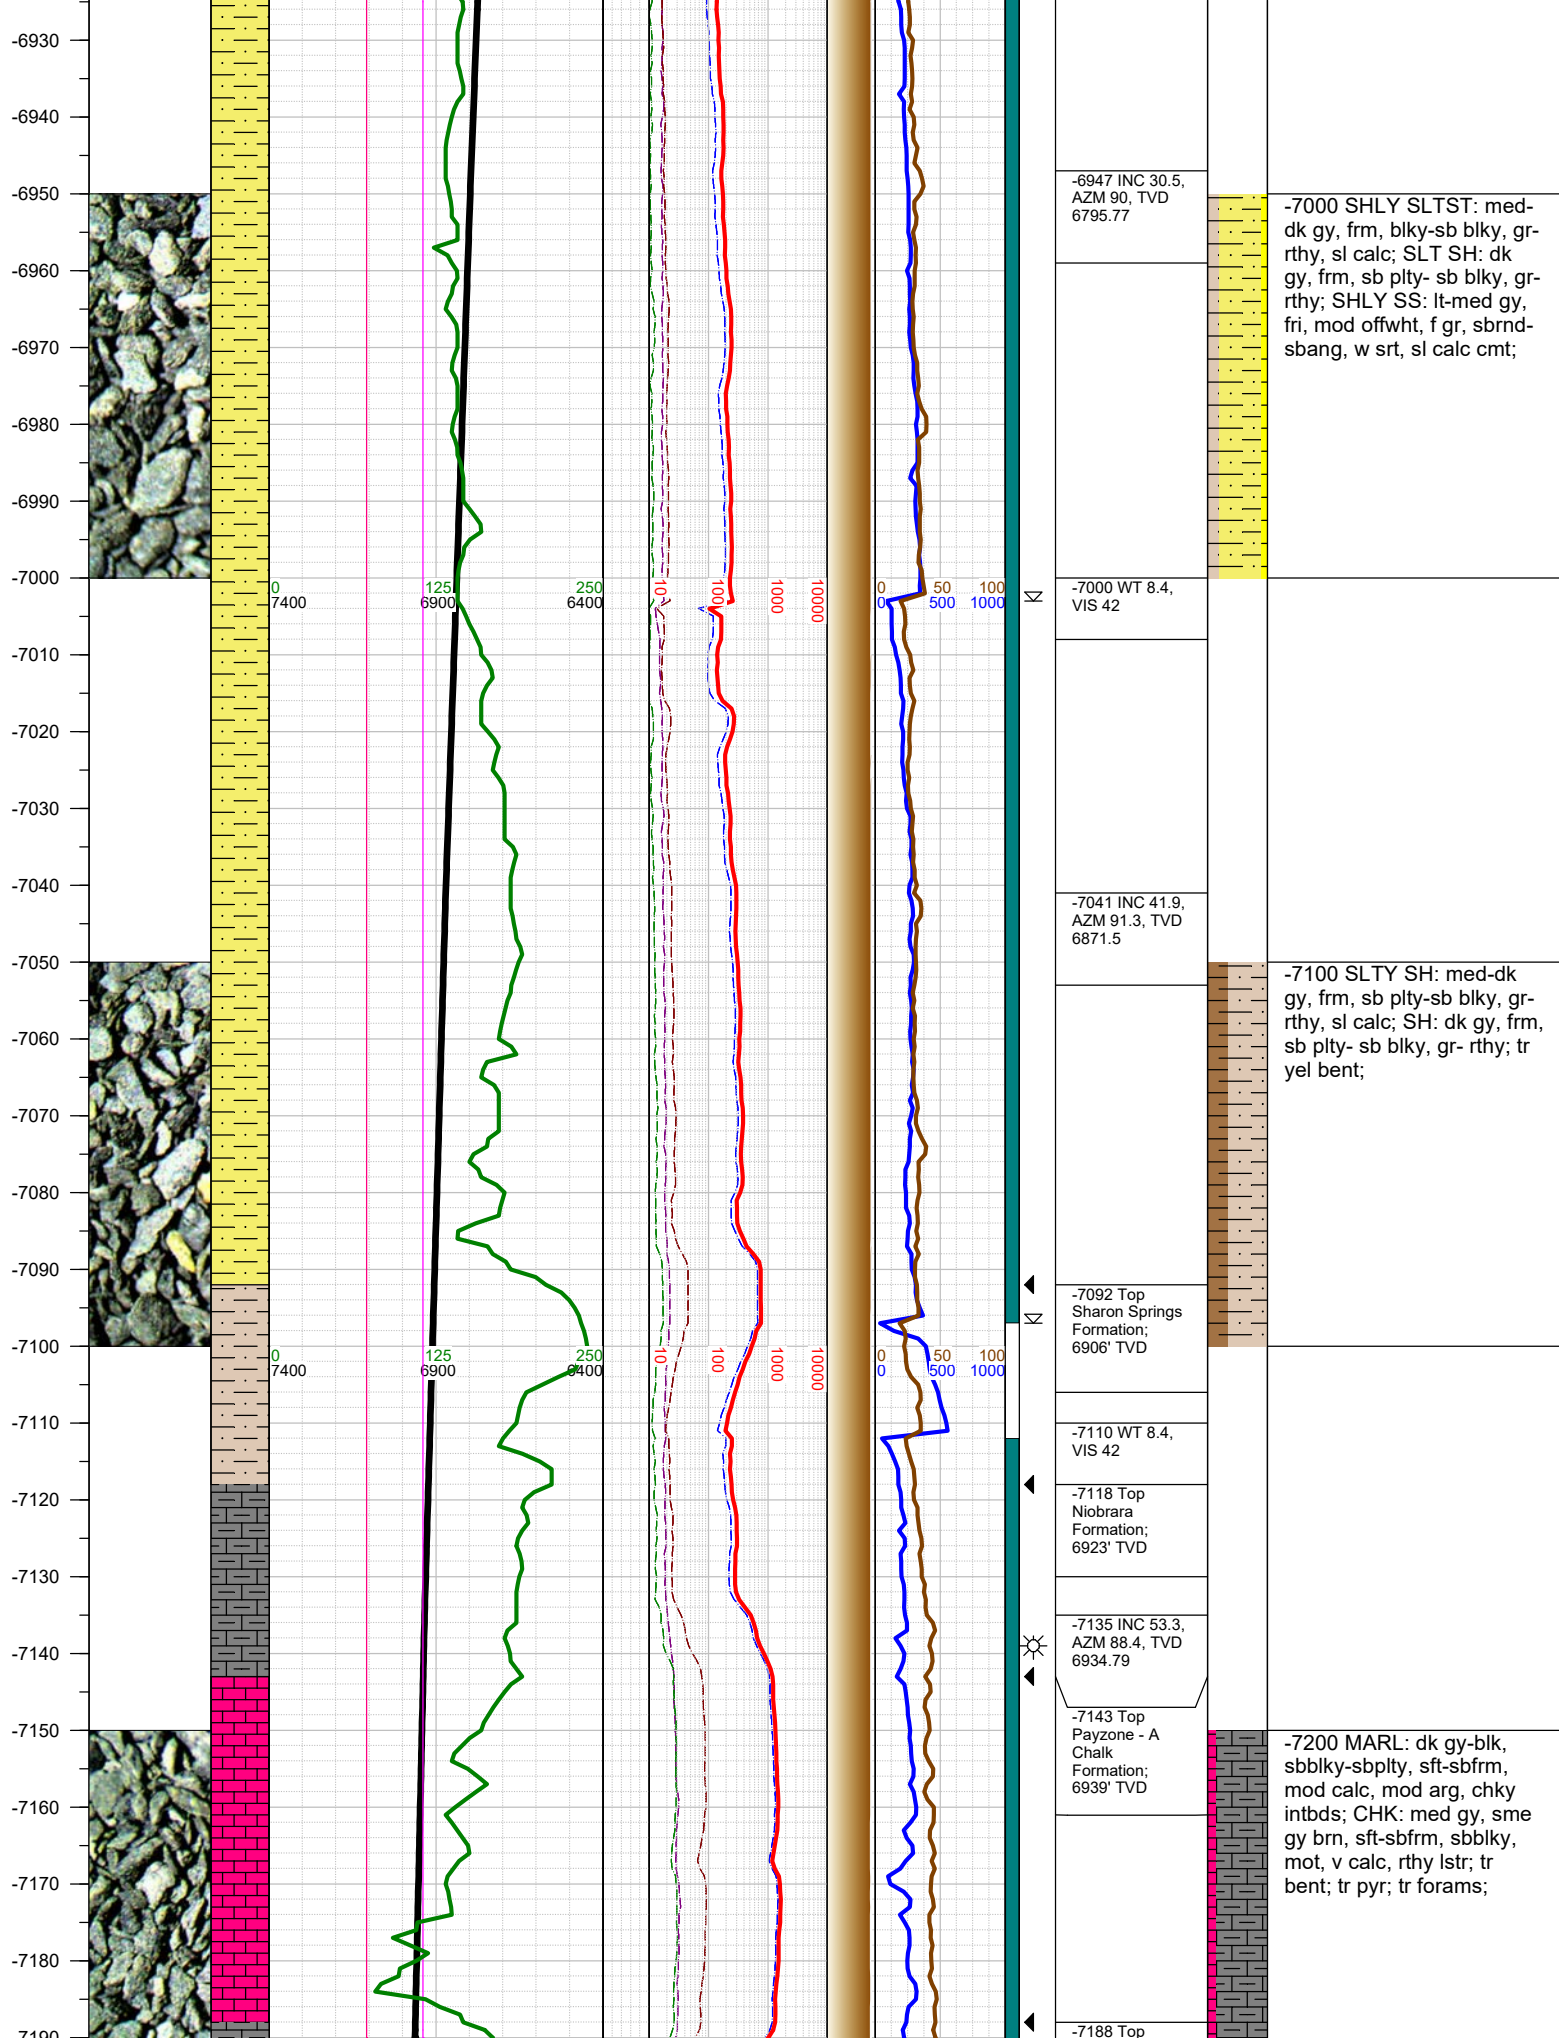 -6930
-6940
-6950
-6960
-6970
-6980
-6990
-7000
-7010
-7020
-7030
-7040
-7050
-7060
-7070
-7080
-7090
-7100
-7110
-7120
-7130
-7140
-7150
-7160
-7170
-7180
-7190
0 125 250
7400 6900 6400
10 100 1000 10000
0 50 100
0 500 1000
0 125 250
7400 6900 6400
10 100 1000 10000
0 50 100
0 500 1000
-6947 INC 30.5,
AZM 90, TVD
6795.77
-7000 WT 8.4,
VIS 42
-7041 INC 41.9,
AZM 91.3, TVD
6871.5
-7092 Top
Sharon Springs
Formation;
6906' TVD
-7110 WT 8.4,
VIS 42
-7118 Top
Niobrara
Formation;
6923' TVD
-7135 INC 53.3,
AZM 88.4, TVD
6934.79
-7143 Top
Payzone - A
Chalk
Formation;
6939' TVD
-7188 Top
-7000 SHLY SLTST: med-
dk gy, frm, blky-sb blky, gr-
rthy, sl calc; SLT SH: dk
gy, frm, sb plty- sb blky, gr-
rthy; SHLY SS: lt-med gy,
fri, mod offwht, f gr, sbrnd-
sbang, w srt, sl calc cmt;
-7100 SLTY SH: med-dk
gy, frm, sb plty-sb blky, gr-
rthy, sl calc; SH: dk gy, frm,
sb plty- sb blky, gr- rthy; tr
yel bent;
-7200 MARL: dk gy-blk,
sbblky-sbplty, sft-sbfrm,
mod calc, mod arg, chky
intbds; CHK: med gy, sme
gy brn, sft-sbfrm, sbblky,
mot, v calc, rthy lstr; tr
bent; tr pyr; tr forams;